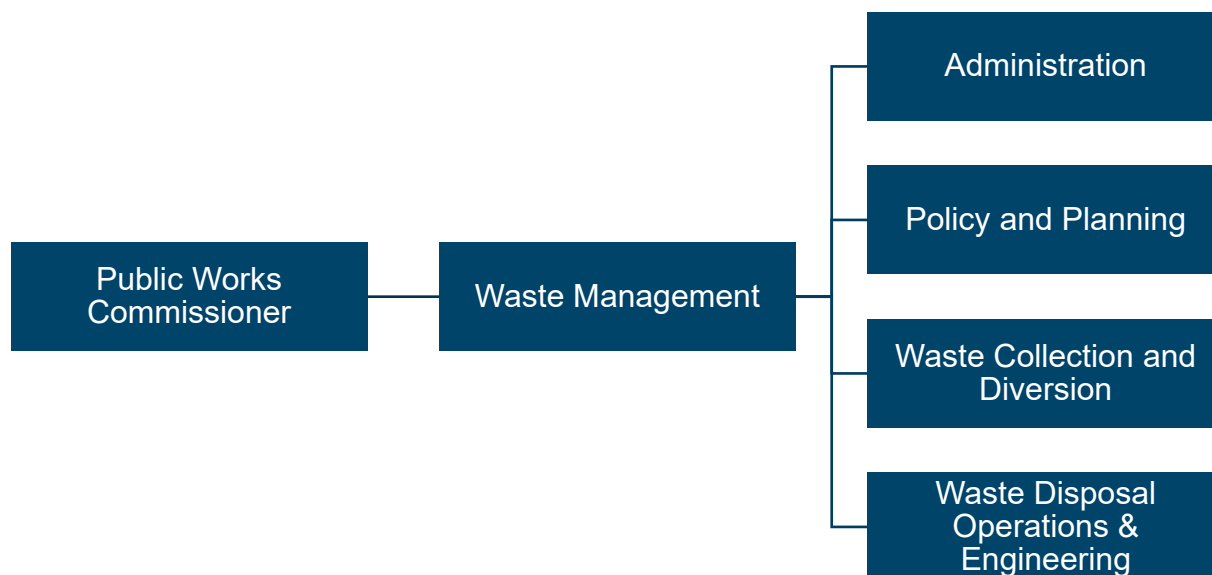 Administration
Policy and Planning
Public Works
Commissioner
Waste Management
Waste Collection and
Diversion
Waste Disposal
Operations &
Engineering